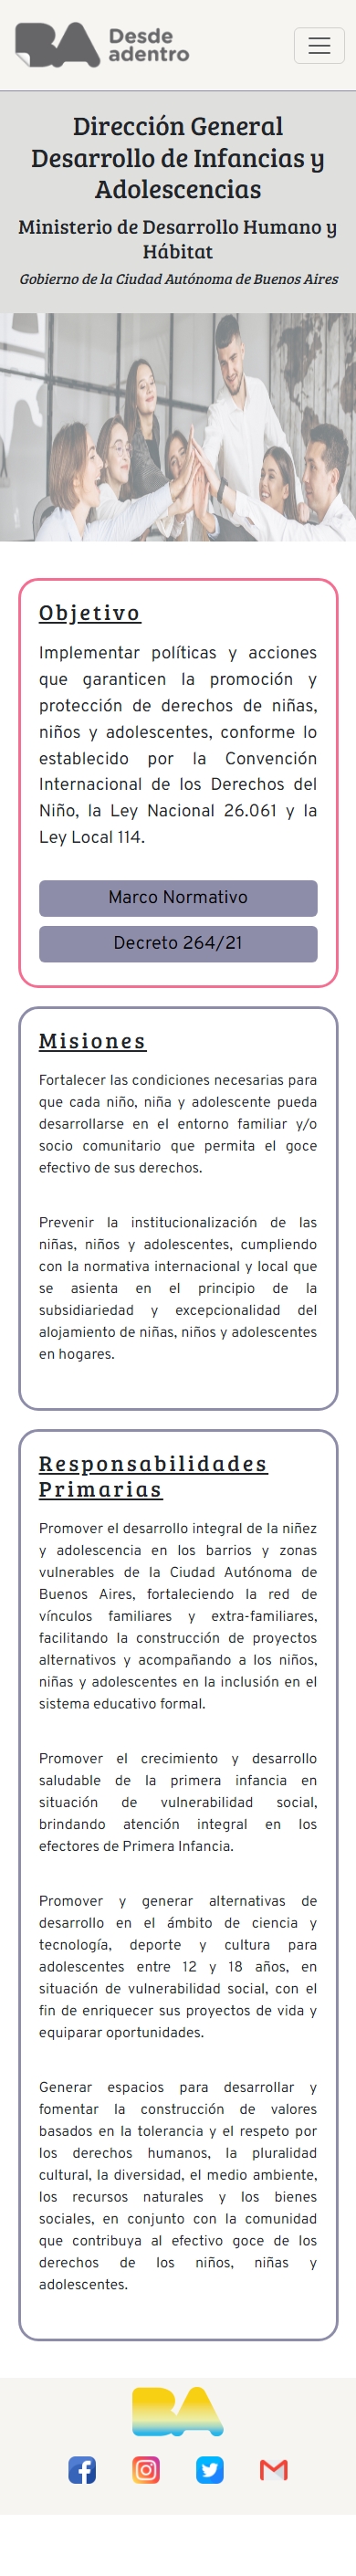 BA Desde
adentro
Dirección General
Desarrollo de Infancias y
Adolescencias
Ministerio de Desarrollo Humano y
Hábitat
Gobierno de la Ciudad Autónoma de Buenos Aires
Objetivo
Implementar políticas y acciones
que garanticen la promoción y
protección de derechos de niñas,
niños y adolescentes, conforme lo
establecido por la Convención
Internacional de los Derechos del
Niño, la Ley Nacional 26.061 y la
Ley Local 114.
Marco Normativo
Decreto 264/21
Misiones
Fortalecer las condiciones necesarias para
que cada niño, niña y adolescente pueda
desarrollarse en el entorno familiar y/o
socio comunitario que permita el goce
efectivo de sus derechos.
Prevenir la institucionalización de las
niñas, niños y adolescentes, cumpliendo
con la normativa internacional y local que
se asienta en el principio de la
subsidiariedad y excepcionalidad del
alojamiento de niñas, niños y adolescentes
en hogares.
Responsabilidades
Primarias
Promover el desarrollo integral de la niñez
y adolescencia en los barrios y zonas
vulnerables de la Ciudad Autónoma de
Buenos Aires, fortaleciendo la red de
vínculos familiares y extra-familiares,
facilitando la construcción de proyectos
alternativos y acompañando a los niños,
niñas y adolescentes en la inclusión en el
sistema educativo formal.
Promover el crecimiento y desarrollo
saludable de la primera infancia en
situación de vulnerabilidad social,
brindando atención integral en los
efectores de Primera Infancia.
Promover y generar alternativas de
desarrollo en el ámbito de ciencia y
tecnología, deporte y cultura para
adolescentes entre 12 y 18 años, en
situación de vulnerabilidad social, con el
fin de enriquecer sus proyectos de vida y
equiparar oportunidades.
Generar espacios para desarrollar y
fomentar la construcción de valores
basados en la tolerancia y el respeto por
los derechos humanos, la pluralidad
cultural, la diversidad, el medio ambiente,
los recursos naturales y los bienes
sociales, en conjunto con la comunidad
que contribuya al efectivo goce de los
derechos de los niños, niñas y
adolescentes.
BA